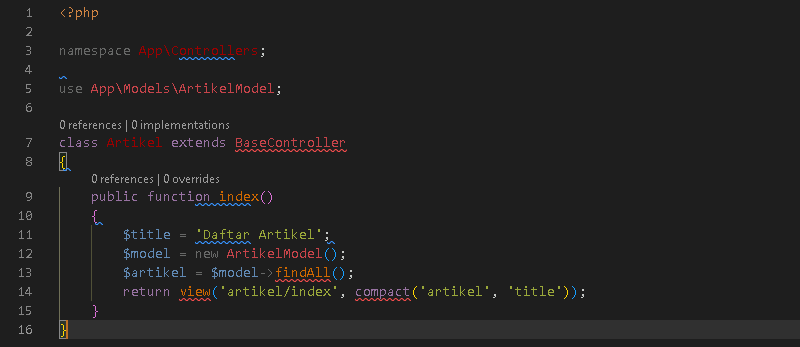 1 <?php
2
3 namespace App\Controllers;
4
5 use App\Models\ArtikelModel;
6
0 references | 0 implementations
7 class Artikel extends BaseController
8 {
0 references | 0 overrides
9 public function index()
10 {
11 $title = 'Daftar Artikel';
12 $model = new ArtikelModel();
13 $artikel = $model->findAll();
14 return view('artikel/index', compact('artikel', 'title'));
15 }
16 }